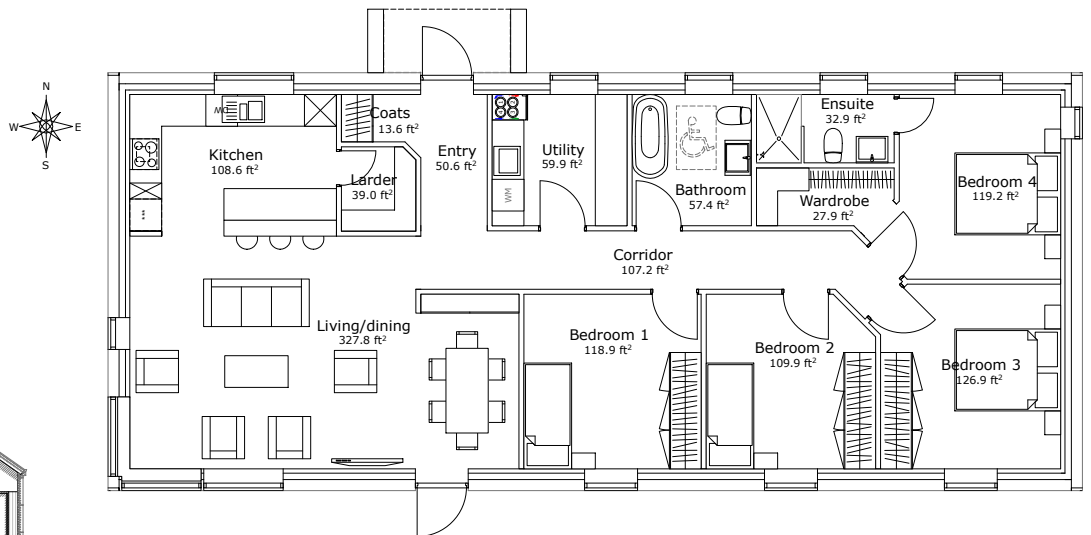 N
W E
S
Kitchen
108.6 ft²
DW
Coats
13.6 ft²
Larder
39.0 ft²
Entry
50.6 ft²
Utility
59.9 ft²
WM
Bathroom
57.4 ft²
Ensuite
32.9 ft²
Wardrobe
27.9 ft²
Bedroom 4
119.2 ft²
Corridor
107.2 ft²
Living/dining
327.8 ft²
Bedroom 1
118.9 ft²
Bedroom 2
109.9 ft²
Bedroom 3
126.9 ft²